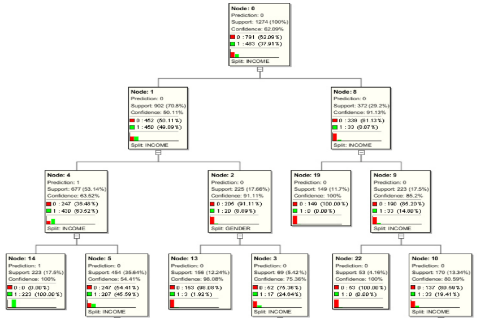 Node: 0
Prediction: 0
Support: 1274 (100%)
Confidence: 62.09%
0 : 791 (62.09%)
1 : 483 (37.91%)
Split: INCOME
Node: 1
Prediction: 0
Support: 902 (70.8%)
Confidence: 50.11%
0 : 452 (50.11%)
1 : 450 (49.89%)
Split: INCOME
Node: 8
Prediction: 0
Support: 372 (29.2%)
Confidence: 91.13%
0 : 339 (91.13%)
1 : 33 (8.87%)
Split: INCOME
Node: 4
Prediction: 1
Support: 677 (53.14%)
Confidence: 63.52%
0 : 247 (36.48%)
1 : 430 (63.52%)
Split: INCOME
Node: 2
Prediction: 0
Support: 225 (17.66%)
Confidence: 91.11%
0 : 205 (91.11%)
1 : 20 (8.89%)
Split: GENDER
Node: 19
Prediction: 0
Support: 149 (11.7%)
Confidence: 100%
0 : 149 (100.00%)
1 : 0 (0.00%)
Node: 9
Prediction: 0
Support: 223 (17.5%)
Confidence: 85.2%
0 : 190 (85.20%)
1 : 33 (14.80%)
Split: INCOME
Node: 14
Prediction: 1
Support: 223 (17.5%)
Confidence: 100%
0 : 0 (0.00%)
1 : 223 (100.00%)
Node: 5
Prediction: 0
Support: 454 (35.64%)
Confidence: 54.41%
0 : 247 (54.41%)
1 : 207 (45.59%)
Split: INCOME
Node: 13
Prediction: 0
Support: 156 (12.24%)
Confidence: 98.08%
0 : 153 (98.08%)
1 : 3 (1.92%)
Node: 3
Prediction: 0
Support: 69 (5.42%)
Confidence: 75.36%
0 : 52 (75.36%)
1 : 17 (24.64%)
Split: INCOME
Node: 22
Prediction: 0
Support: 53 (4.16%)
Confidence: 100%
0 : 53 (100.00%)
1 : 0 (0.00%)
Node: 10
Prediction: 0
Support: 170 (13.34%)
Confidence: 80.59%
0 : 137 (80.59%)
1 : 33 (19.41%)
Split: INCOME